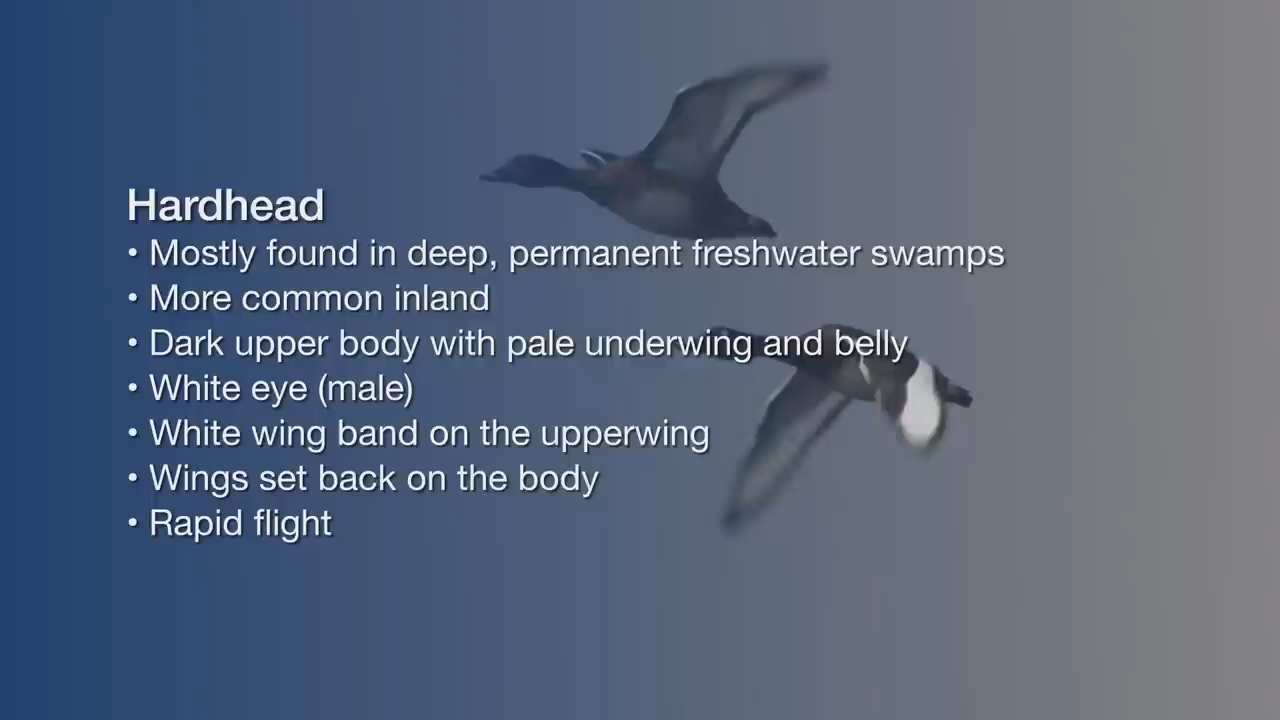 Hardhead
• Mostly found in deep, permanent freshwater swamps
• More common inland
• Dark upper body with pale underwing and belly
• White eye (male)
• White wing band on the upperwing
• Wings set back on the body
• Rapid flight